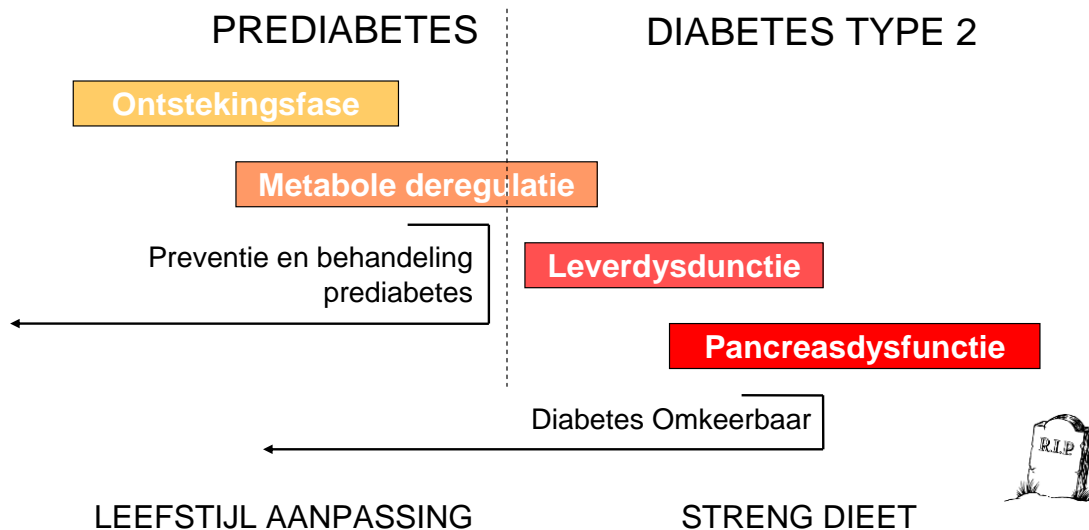 PREDIABETES
DIABETES TYPE 2
Ontstekingsfase
Metabole deregulatie
Preventie en behandeling
prediabetes
Leverdysdunctie
Pancreasdysfunctie
Diabetes Omkeerbaar
R.I.P
LEEFSTIJL AANPASSING
STRENG DIEET